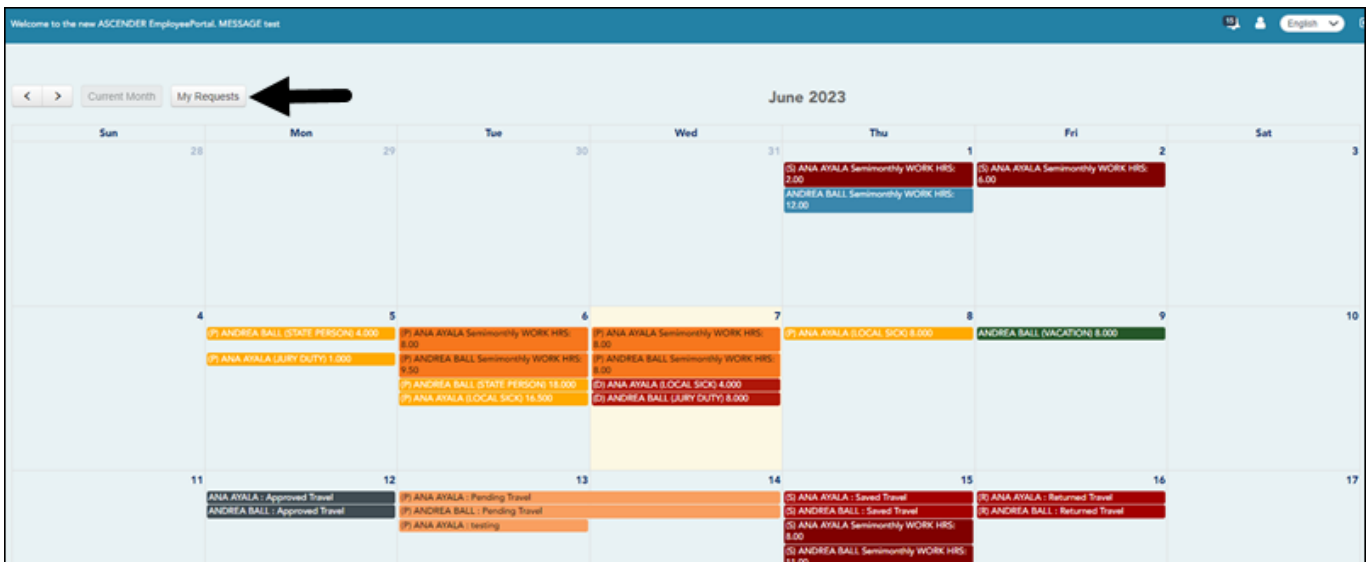 Welcome to the new ASCENDER EmployeePortal. MESSAGE test
15
English
< > Current Month My Requests
June 2023
Sun Mon Tue Wed Thu Fri Sat
28 29 30 31 1 2 3
(S) ANA AYALA Semimonthly WORK HRS:
2.00
ANDREA BALL Semimonthly WORK HRS:
12.00
(S) ANA AYALA Semimonthly WORK HRS:
6.00
4 5 6 7 8 9 10
(P) ANDREA BALL (STATE PERSON) 4.000
(P) ANA AYALA (JURY DUTY) 1.000
(P) ANA AYALA Semimonthly WORK HRS:
8.00
(P) ANDREA BALL Semimonthly WORK HRS:
9.50
(P) ANDREA BALL (STATE PERSON) 18.000
(P) ANA AYALA (LOCAL SICK) 16.500
(P) ANA AYALA Semimonthly WORK HRS:
8.00
(P) ANDREA BALL Semimonthly WORK HRS:
8.00
(D) ANA AYALA (LOCAL SICK) 4.000
(D) ANDREA BALL (JURY DUTY) 8.000
(P) ANA AYALA (LOCAL SICK) 8.000
ANDREA BALL (VACATION) 8.000
11 12 13 14 15 16 17
ANA AYALA : Approved Travel
ANDREA BALL : Approved Travel
(P) ANA AYALA : Pending Travel
(P) ANDREA BALL : Pending Travel
(P) ANA AYALA : testing
(S) ANA AYALA : Saved Travel
(S) ANDREA BALL : Saved Travel
(S) ANA AYALA Semimonthly WORK HRS:
8.00
(S) ANDREA BALL Semimonthly WORK HRS:
(R) ANA AYALA : Returned Travel
(R) ANDREA BALL : Returned Travel